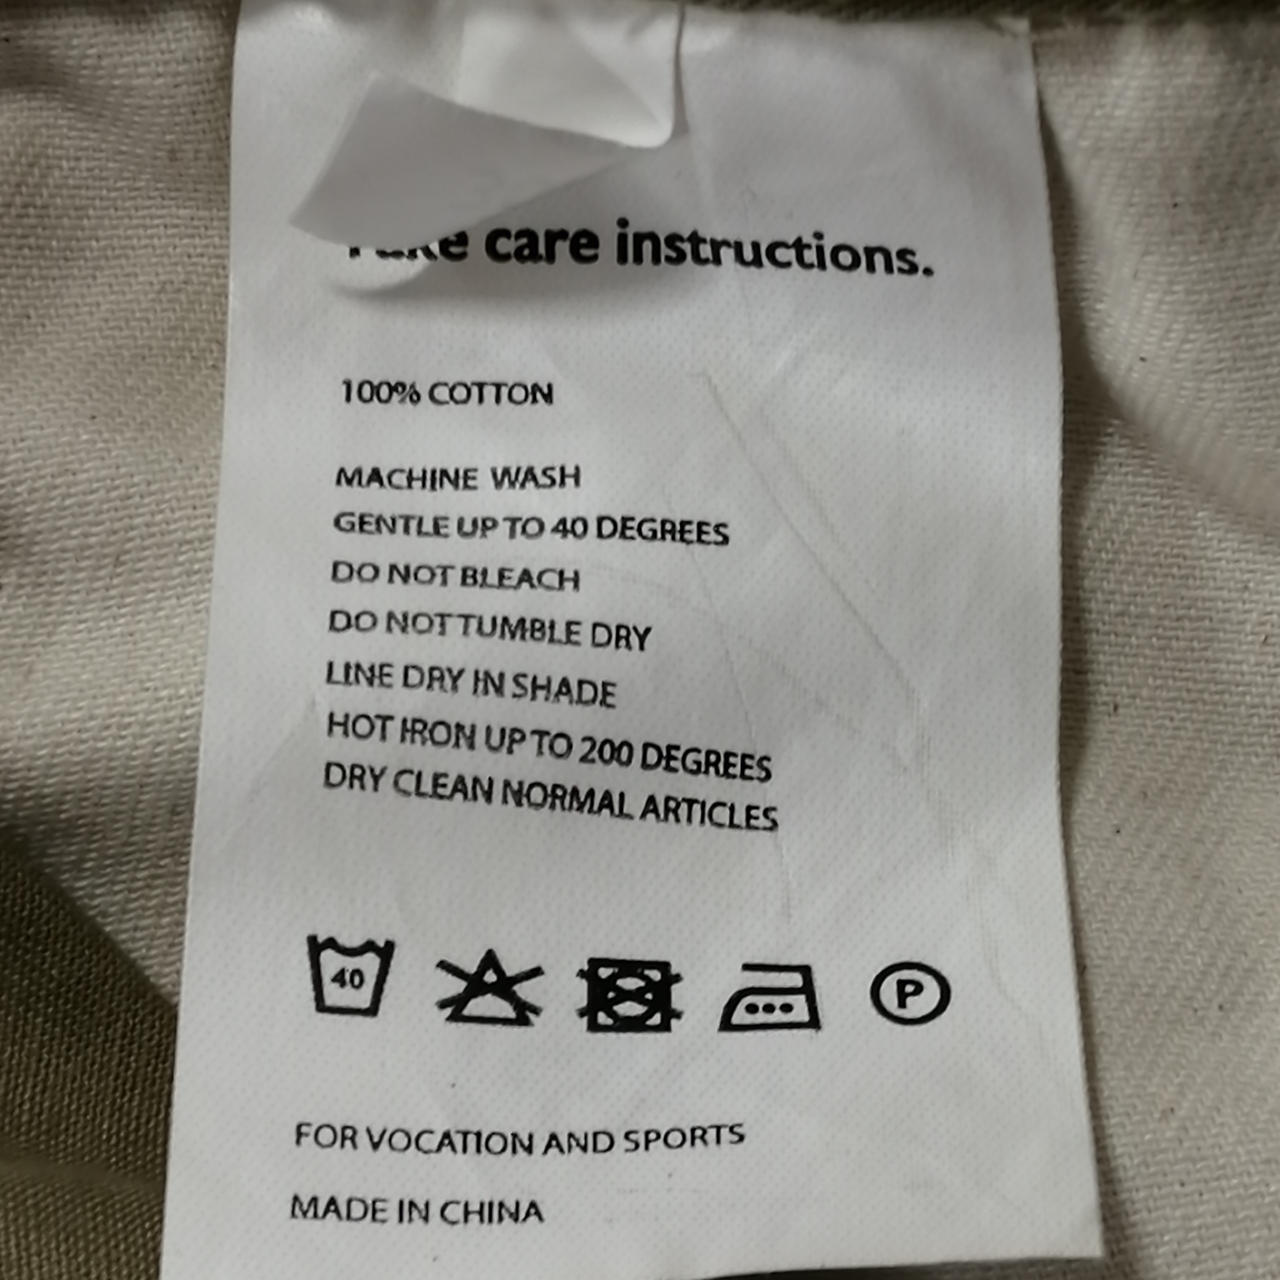 Take care instructions.
100% COTTON
MACHINE WASH
GENTLE UP TO 40 DEGREES
DO NOT BLEACH
DO NOT TUMBLE DRY
LINE DRY IN SHADE
HOT IRON UP TO 200 DEGREES
DRY CLEAN NORMAL ARTICLES
40 P
FOR VOCATION AND SPORTS
MADE IN CHINA